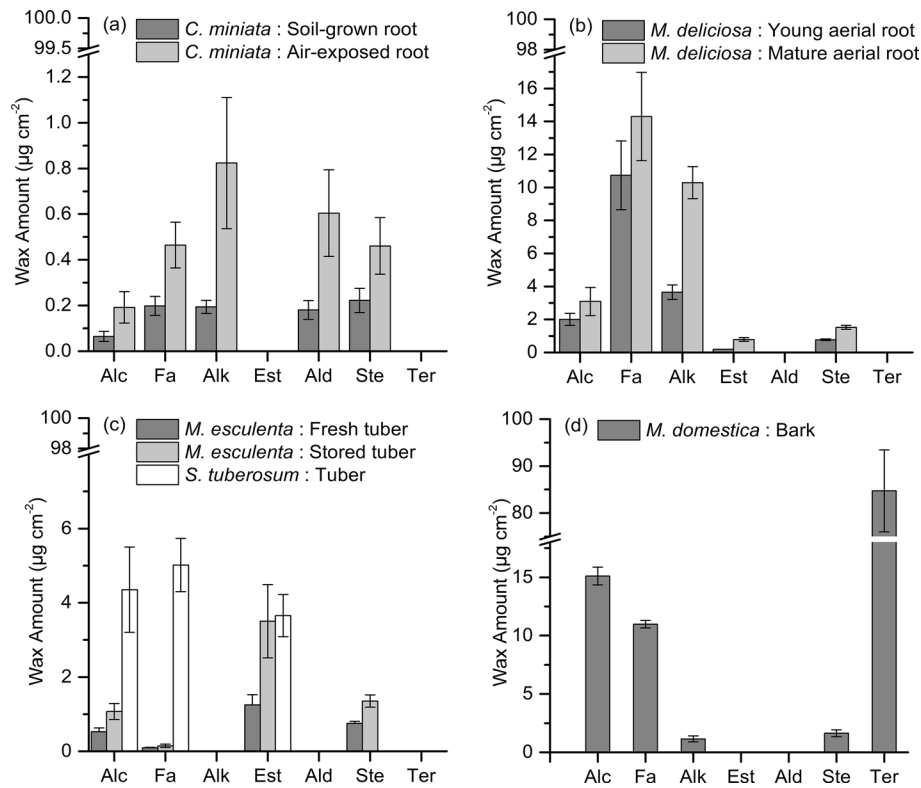 (a)
100.0
99.5
C. miniata : Soil-grown root
C. miniata : Air-exposed root
1.2
1.0
0.8
0.6
0.4
0.2
0.0
Wax Amount (µg cm-2)
Alc Fa Alk Est Ald Ste Ter
(b)
100
98
M. deliciosa : Young aerial root
M. deliciosa : Mature aerial root
16
14
12
10
8
6
4
2
0
Wax Amount (µg cm-2)
Alc Fa Alk Est Ald Ste Ter
(c)
100
98
M. esculenta : Fresh tuber
M. esculenta : Stored tuber
S. tuberosum : Tuber
6
4
2
0
Wax Amount (µg cm-2)
Alc Fa Alk Est Ald Ste Ter
(d)
M. domestica : Bark
100
90
80
15
10
5
0
Wax Amount (µg cm-2)
Alc Fa Alk Est Ald Ste Ter